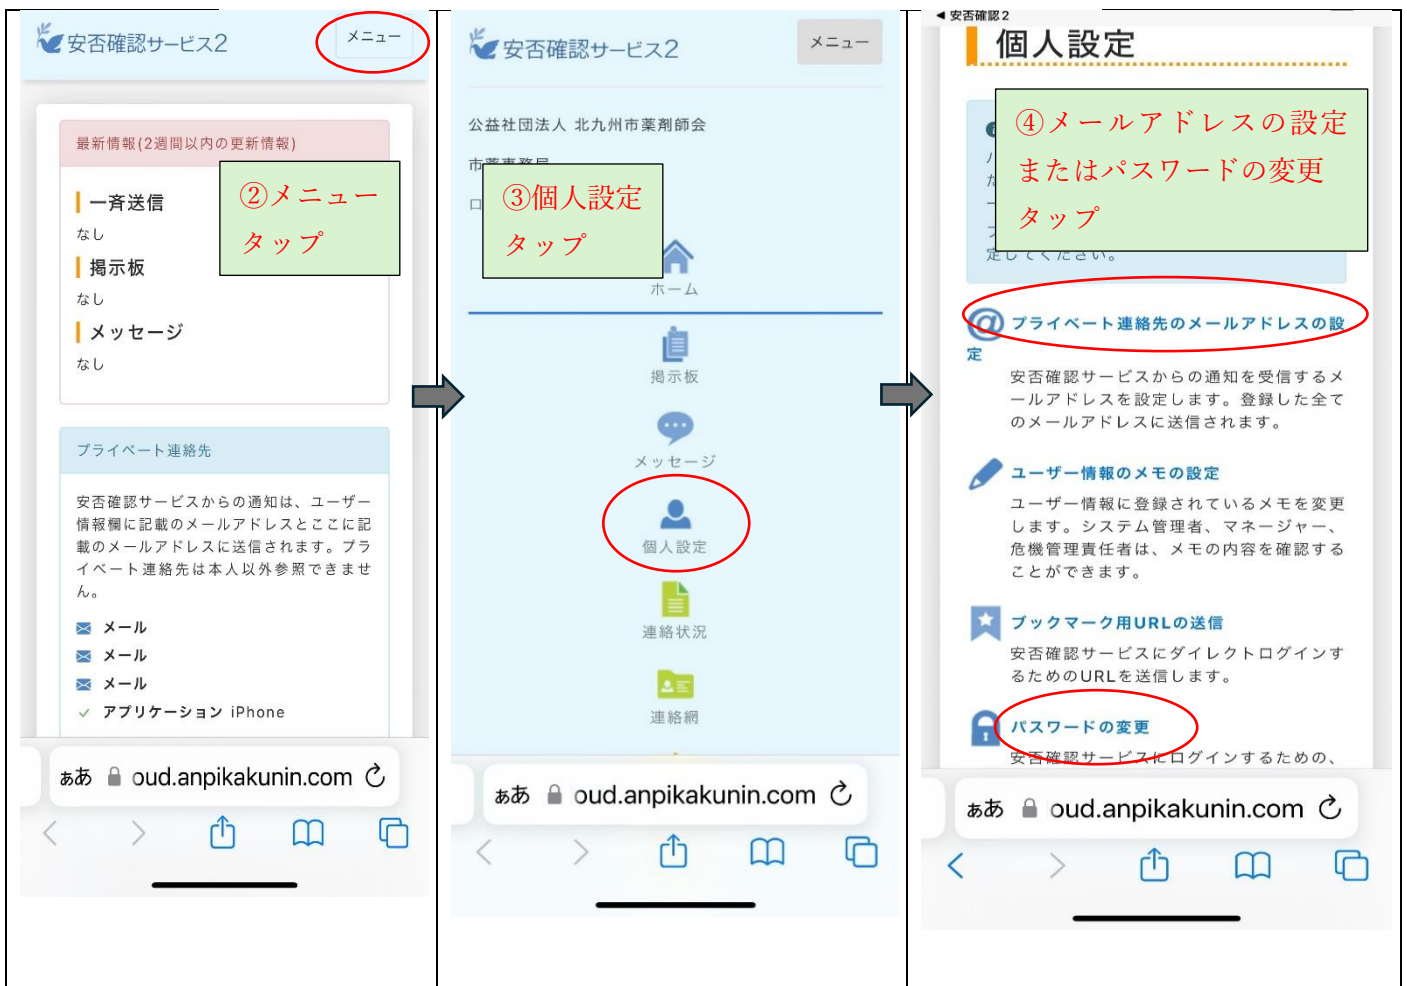 安否確認サービス2
メニュー
最新情報(2週間以内の更新情報)
②メニュー
タップ
一斉送信
なし
掲示板
なし
メッセージ
なし
プライベート連絡先
安否確認サービスからの通知は、ユーザー
情報欄に記載のメールアドレスとここに記
載のメールアドレスに送信されます。プラ
イベート連絡先は本人以外参照できませ
ん。
メール
メール
メール
アプリケーション iPhone
ぁあ oud.anpikakunin.com
安否確認サービス2
メニュー
公益社団法人 北九州市薬剤師会
市薬事務局
③個人設定
タップ
ホーム
掲示板
メッセージ
個人設定
連絡状況
連絡網
ぁあ oud.anpikakunin.com
◀ 安否確認2
個人設定
④メールアドレスの設定
またはパスワードの変更
タップ
定してください。
プライベート連絡先のメールアドレスの設
定
安否確認サービスからの通知を受信するメ
ールアドレスを設定します。登録した全て
のメールアドレスに送信されます。
ユーザー情報のメモの設定
ユーザー情報に登録されているメモを変更
します。システム管理者、マネージャー、
危機管理責任者は、メモの内容を確認する
ことができます。
ブックマーク用URLの送信
安否確認サービスにダイレクトログインす
るためのURLを送信します。
パスワードの変更
安否確認サービスにログインするための、
ぁあ oud.anpikakunin.com